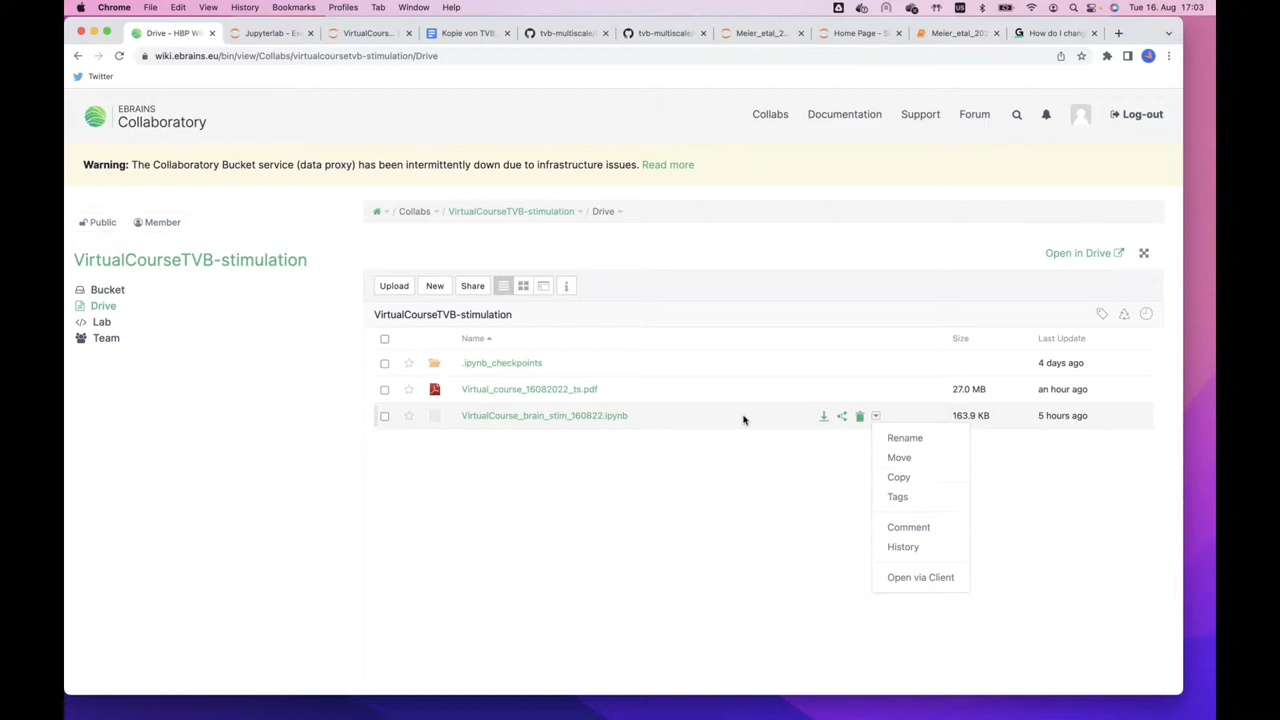 Chrome File Edit View History Bookmarks Profiles Tab Window Help Tue 16. Aug 17:03
Drive - HBP Wi Jupyterlab - Ex VirtualCours Kopie von TVB_ tvb-multiscale/ tvb-multiscale/ Meier_etal_2 Home Page - S Meier_etal_202 How do I chang
wiki.ebrains.eu/bin/view/Collabs/virtualcoursetvb-stimulation/Drive
Twitter
EBRAINS
Collaboratory
Collabs Documentation Support Forum Log-out
Warning: The Collaboratory Bucket service (data proxy) has been intermittently down due to infrastructure issues. Read more
Public Member
/ Collabs / VirtualCourseTVB-stimulation / Drive
VirtualCourseTVB-stimulation
Open in Drive
Bucket
Drive
Lab
Team
Upload New Share
VirtualCourseTVB-stimulation
Name Size Last Update
.ipynb_checkpoints 4 days ago
Virtual_course_16082022_ts.pdf 27.0 MB an hour ago
VirtualCourse_brain_stim_160822.ipynb 163.9 KB 5 hours ago
Rename
Move
Copy
Tags
Comment
History
Open via Client